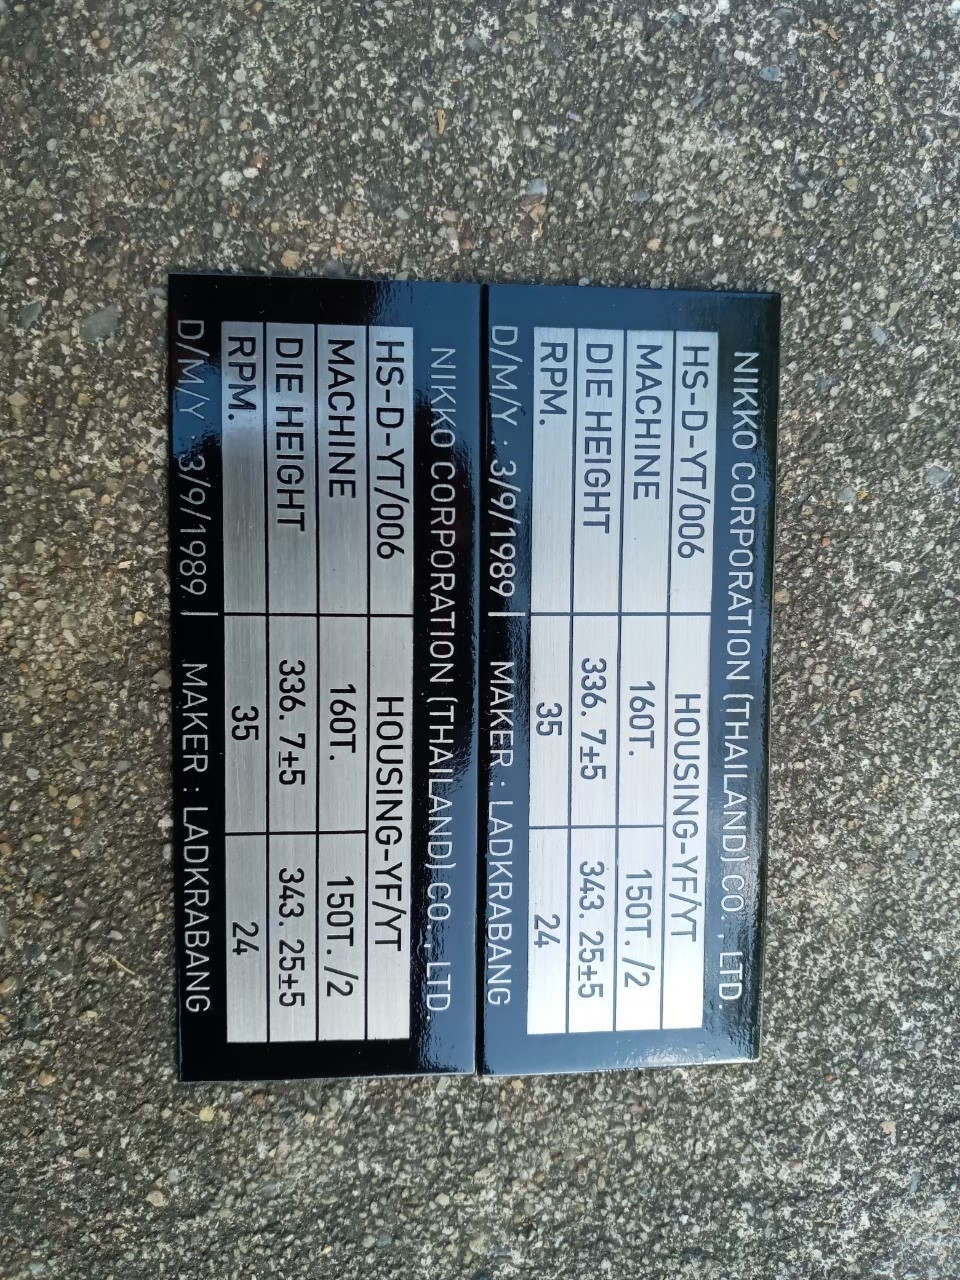 NIKKO CORPORATION (THAILAND) CO., LTD.
HS-D-YT/006 HOUSING-YF/YT
MACHINE 160T. 150T. /2
DIE HEIGHT 336. 7±5 343. 25±5
RPM. 35 24
D/M/Y : 3/9/1989 | MAKER : LADKRABANG
NIKKO CORPORATION (THAILAND) CO., LTD.
HS-D-YT/006 HOUSING-YF/YT
MACHINE 160T. 150T. /2
DIE HEIGHT 336. 7±5 343. 25±5
RPM. 35 24
D/M/Y : 3/9/1989 | MAKER : LADKRABANG